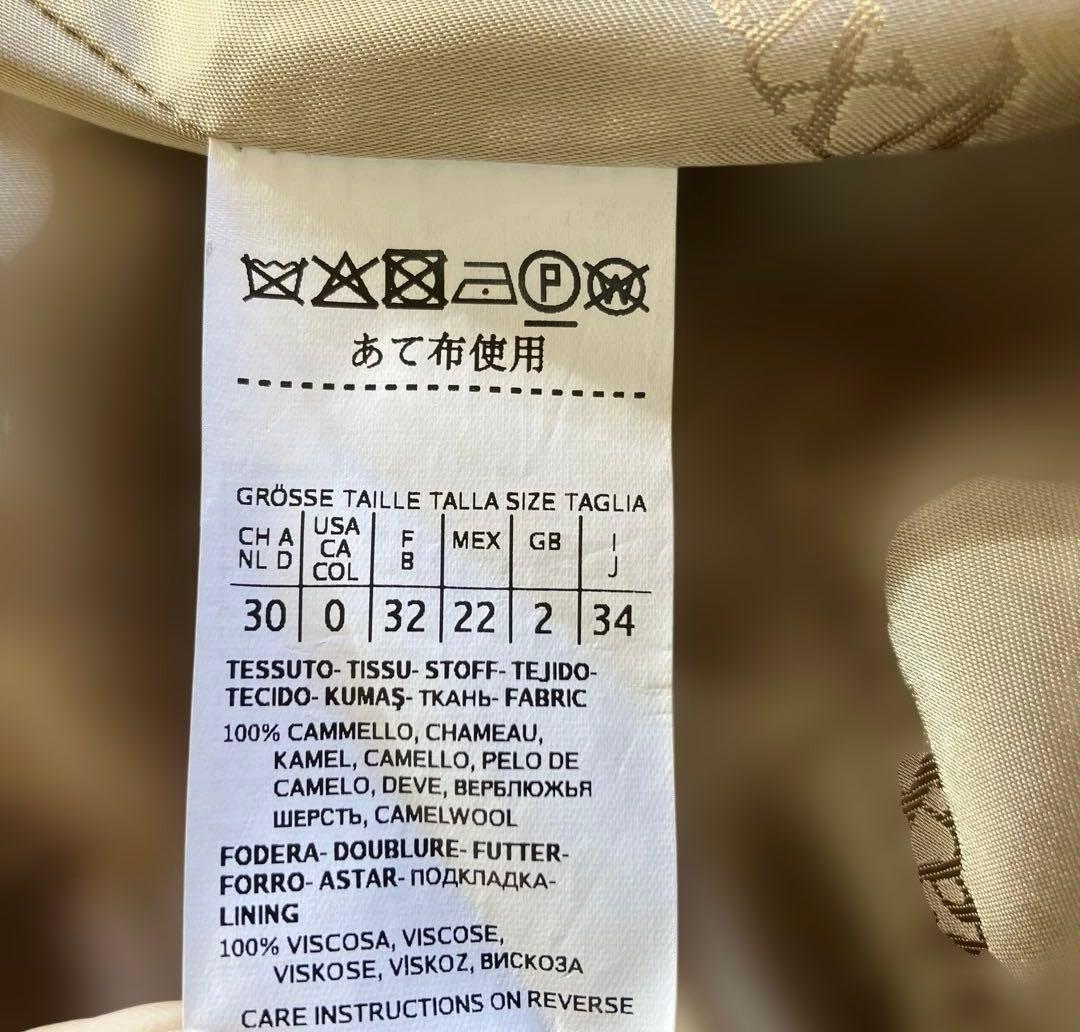 P W
あて布使用
GRÖSSE TAILLE TALLA SIZE TAGLIA
CH A NL D USA CA COL F B MEX GB I J
30 0 32 22 2 34
TESSUTO- TISSU- STOFF- TEJIDO-
TECIDO- KUMAŞ- ТКАНЬ- FABRIC
100% CAMMELLO, CHAMEAU,
KAMEL, CAMELLO, PELO DE
CAMELO, DEVE, ВЕРБЛЮЖЬЯ
ШЕРСТЬ, CAMELWOOL
FODERA- DOUBLURE- FUTTER-
FORRO- ASTAR- ПОДКЛАДКА-
LINING
100% VISCOSA, VISCOSE,
VISKOSE, VİSKOZ, ВИСКОЗА
CARE INSTRUCTIONS ON REVERSE